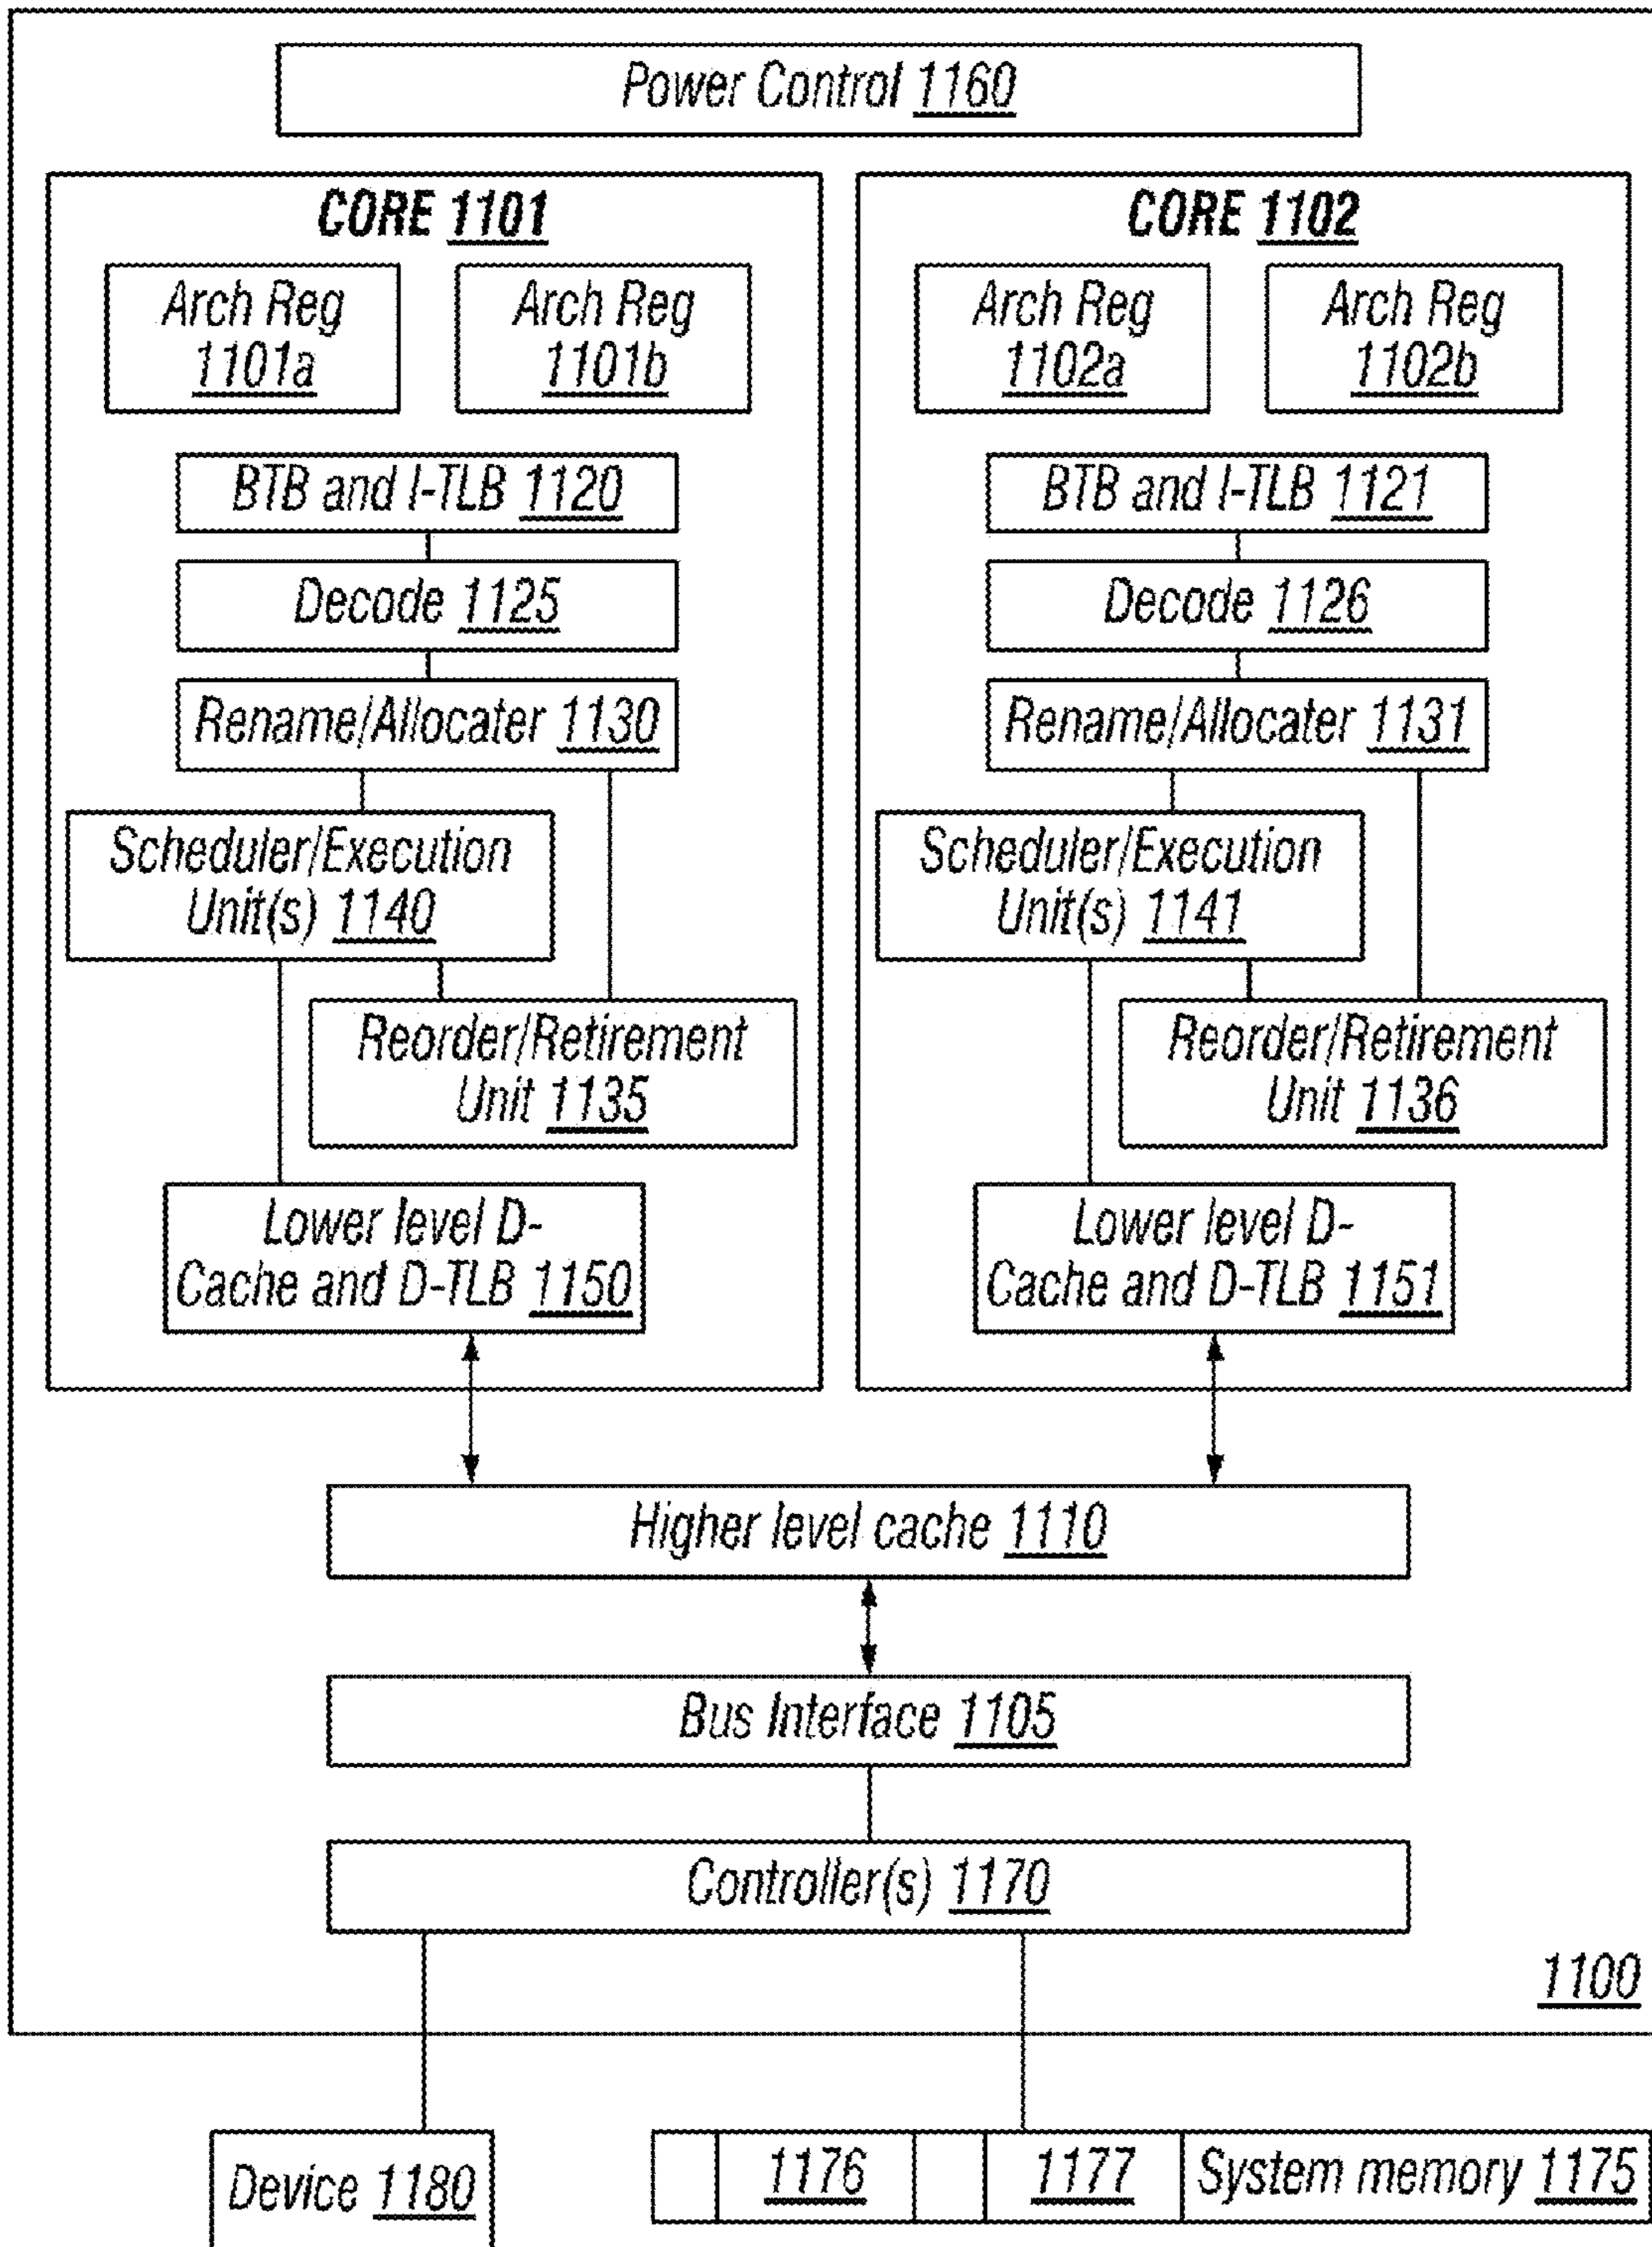 Power Control 1160
CORE 1101
Arch Reg
1101a
Arch Reg
1101b
BTB and I-TLB 1120
Decode 1125
Rename/Allocater 1130
Scheduler/Execution
Unit(s) 1140
Reorder/Retirement
Unit 1135
Lower level D-
Cache and D-TLB 1150
CORE 1102
Arch Reg
1102a
Arch Reg
1102b
BTB and I-TLB 1121
Decode 1126
Rename/Allocater 1131
Scheduler/Execution
Unit(s) 1141
Reorder/Retirement
Unit 1136
Lower level D-
Cache and D-TLB 1151
Higher level cache 1110
Bus Interface 1105
Controller(s) 1170
1100
Device 1180
1176
1177
System memory 1175